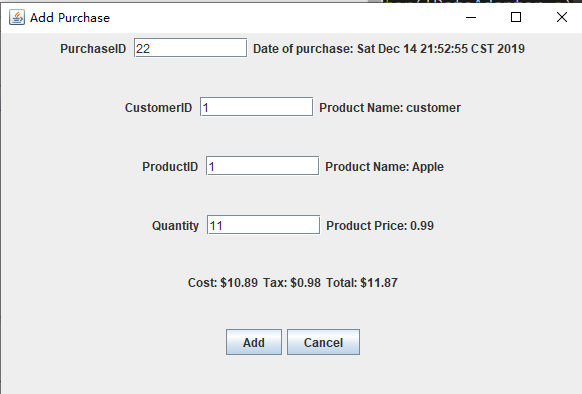 Add Purchase
PurchaseID 22 Date of purchase: Sat Dec 14 21:52:55 CST 2019
CustomerID 1 Product Name: customer
ProductID 1 Product Name: Apple
Quantity 11 Product Price: 0.99
Cost: $10.89 Tax: $0.98 Total: $11.87
Add Cancel